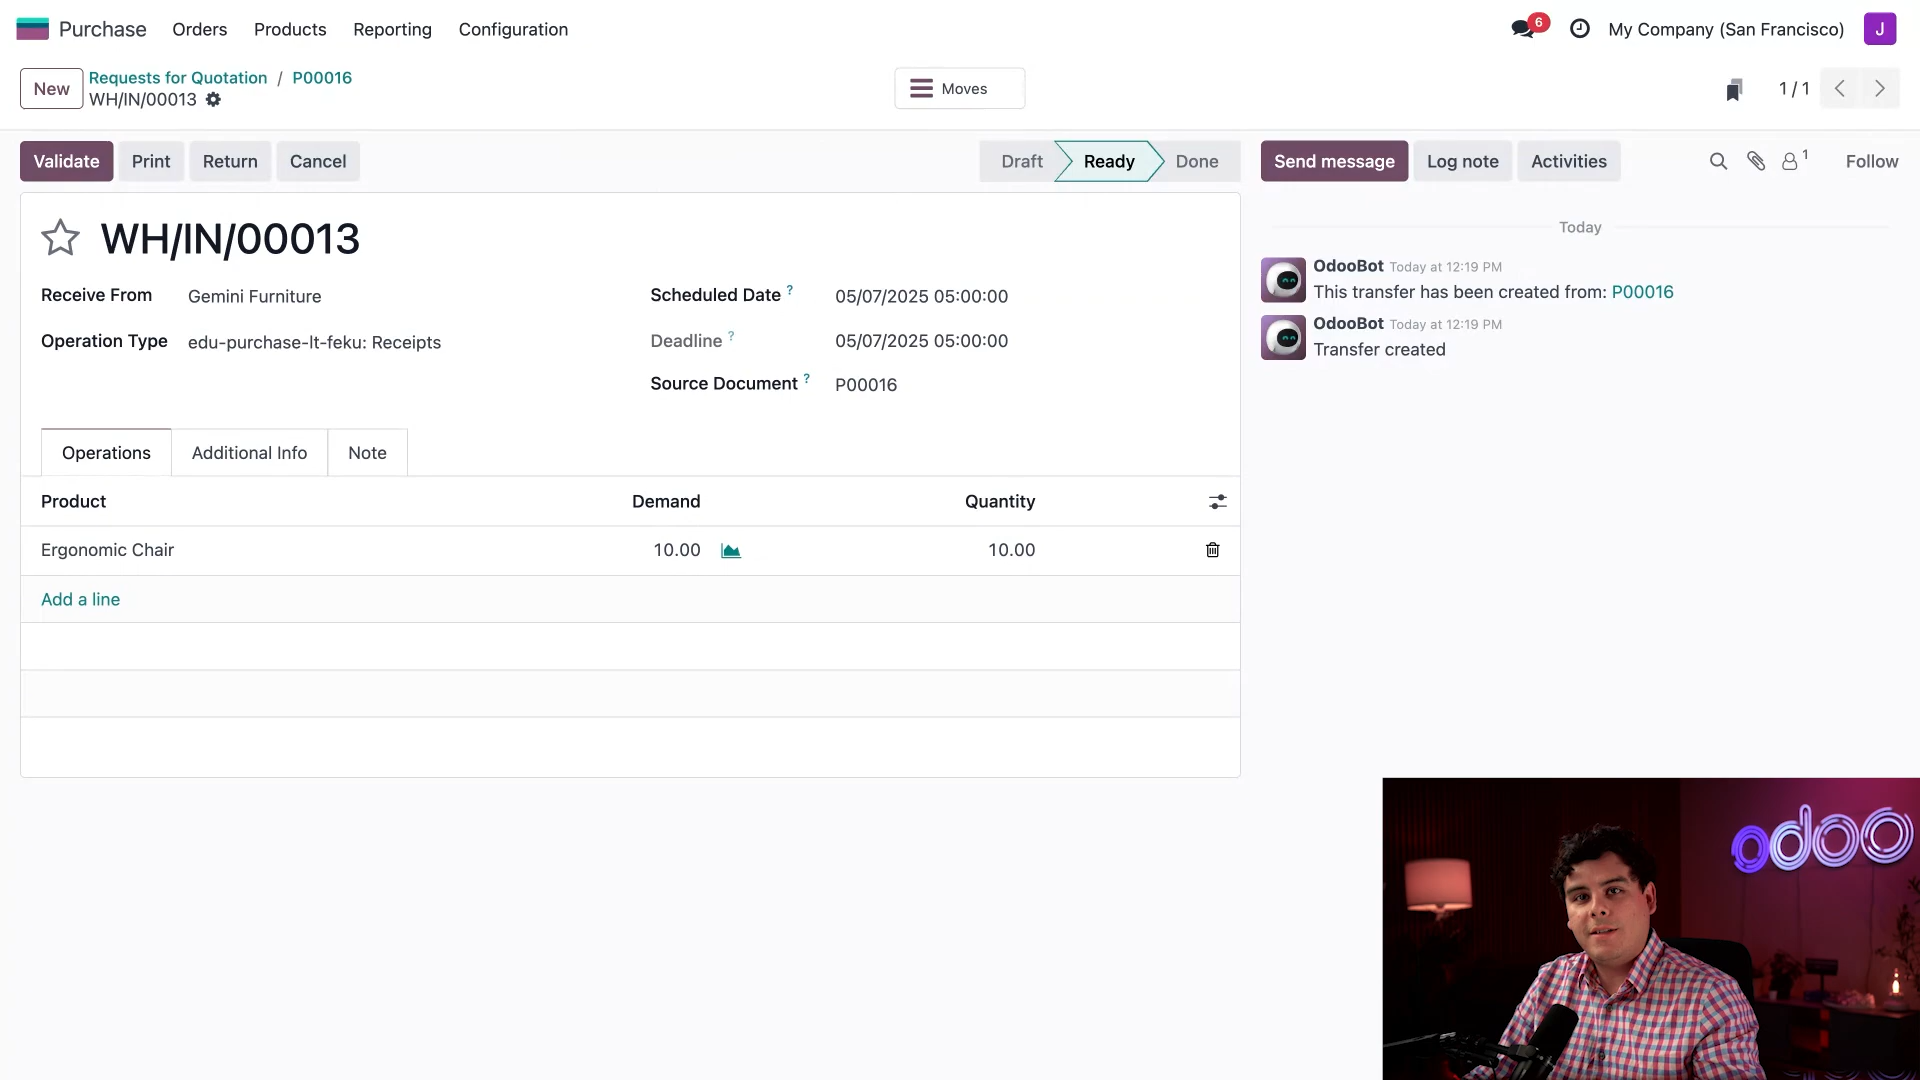 Purchase Orders Products Reporting Configuration 6 My Company (San Francisco) J
New Requests for Quotation / P00016 Moves 1 / 1
WH/IN/00013
Validate Print Return Cancel Draft Ready Done Send message Log note Activities 1 Follow
WH/IN/00013
Receive From Gemini Furniture
Operation Type edu-purchase-lt-feku: Receipts
Scheduled Date ? 05/07/2025 05:00:00
Deadline ? 05/07/2025 05:00:00
Source Document ? P00016
Operations Additional Info Note
Product Demand Quantity
Ergonomic Chair 10.00 10.00
Add a line
Today
OdooBot Today at 12:19 PM
This transfer has been created from: P00016
OdooBot Today at 12:19 PM
Transfer created
odoo